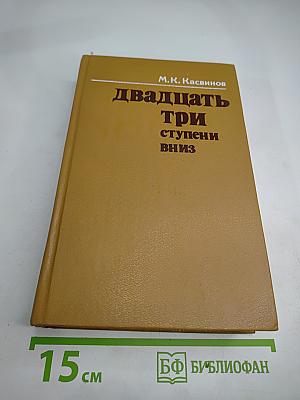 М.К. Касвинов
двадцать
три
ступени
вниз
15 см
БФ БИБЛИОФАН